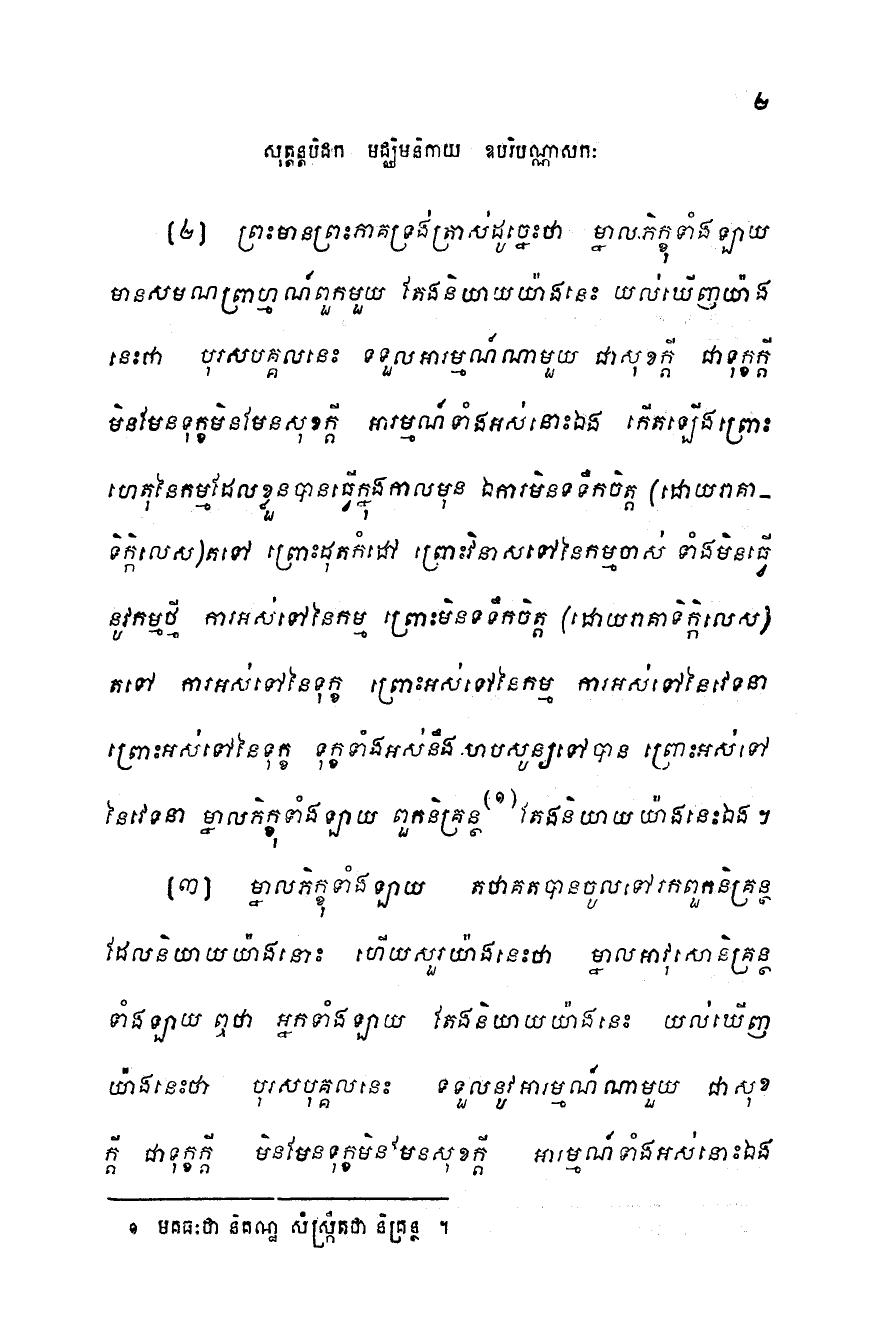 ២
សុត្តន្តបិដក មជ្ឈិមនិកាយ ឧបរិបណ្ណាសកៈ
[២] ព្រះមានព្រះភាគទ្រង់ត្រាស់ដូច្នេះថា ម្នាលភិក្ខុទាំងឡាយ
មានសមណព្រាហ្មណ៍ពួកមួយ តែងនិយាយយ៉ាងនេះ យល់ឃើញយ៉ាង
នេះថា បុរសបគ្គលនេះ ទទួលអារម្មណ៍ណាមួយ ជាសុខក្តី ជាទុក្ខក្តី
មិនមែនទុក្ខមិនមែនសុខក្តី អារម្មណ៍ទាំងអស់នោះឯង កើតឡើងព្រោះ
ហេតុនៃកម្មដែលខ្លួនបានធ្វើក្នុងកាលមុន ឯការមិនទទឹកចិត្ត (ដោយរាគា-
ទិក្កិលេស)តទៅ ព្រោះដុតកំដៅ ព្រោះវិនាសទៅនៃកម្មចាស់ ទាំងមិនធ្វើ
នូវកម្មថ្មី ការអស់ទៅនៃកម្ម ព្រោះមិនទទឹកចិត្ត (ដោយរាគាទិក្កិលេស)
តទៅ ការអស់ទៅនៃទុក្ខ ព្រោះអស់ទៅនៃកម្ម ការអស់ទៅនៃវេទនា
ព្រោះអស់ទៅនៃទុក្ខ ទុក្ខទាំងអស់នឹងសាបសូន្យទៅបាន ព្រោះអស់ទៅ
នៃវេទនា ម្នាលភិក្ខុទាំងឡាយ ពួកនិគ្រន្ថ(១) តែងនិយាយយ៉ាងនេះឯង ។
[៣] ម្នាលភិក្ខុទាំងឡាយ តថាគតបានចូលទៅរកពួកនិគ្រន្ថ
ដែលនិយាយយ៉ាងនោះ ហើយសួរយ៉ាងនេះថា ម្នាលអាវុសោនិគ្រន្ថ
ទាំងឡាយ ឮថា អ្នកទាំងឡាយ តែងនិយាយយ៉ាងនេះ យល់ឃើញ
យ៉ាងនេះថា បុរសបុគ្គលនេះ ទទួលនូវអារម្មណ៍ណាមួយ ជាសុខ
ក្តី ជាទុក្ខក្តី មិនមែនទុក្ខមិនមែនសុខក្តី អារម្មណ៍ទាំងអស់នោះឯង
១ មគធៈថា និគណ្ឋ សំស្ក្រឹតថា និគ្រន្ថ ។